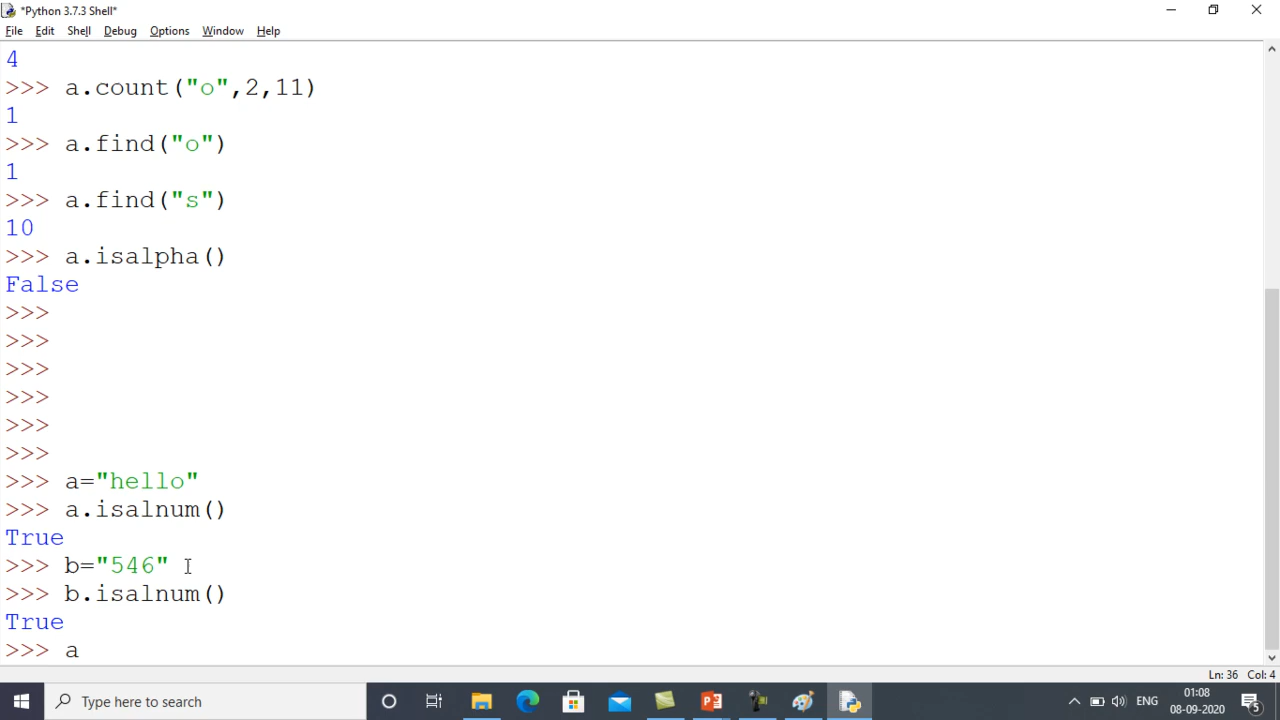 *Python 3.7.3 Shell*
File Edit Shell Debug Options Window Help
4
>>> a.count("o",2,11)
1
>>> a.find("o")
1
>>> a.find("s")
10
>>> a.isalpha()
False
>>>
>>>
>>>
>>>
>>>
>>>
>>> a="hello"
>>> a.isalnum()
True
>>> b="546"
>>> b.isalnum()
True
>>> a
Ln: 36 Col: 4
Type here to search
ENG
01:08
08-09-2020
5